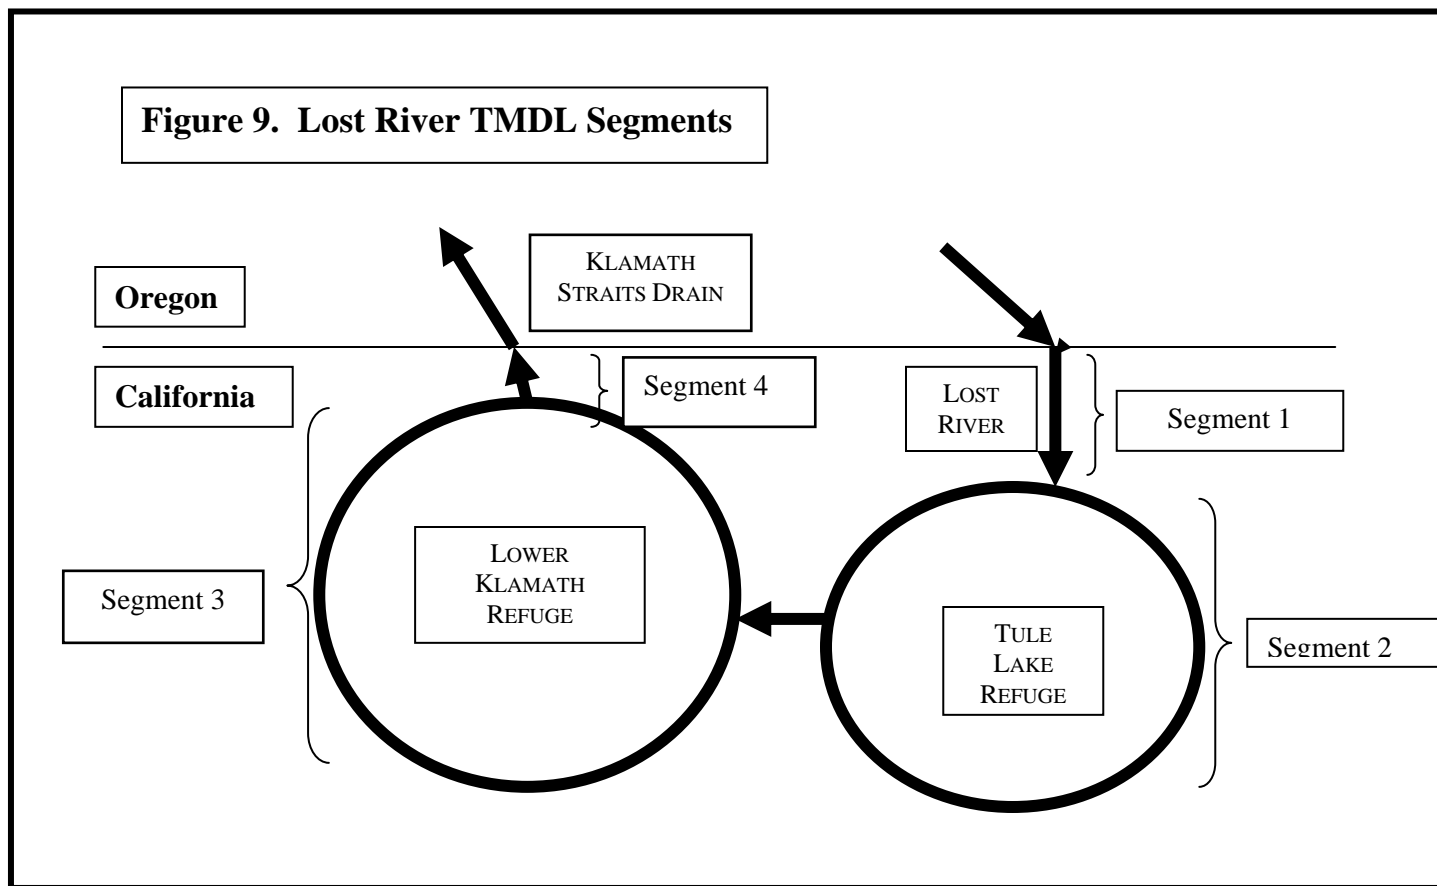 Figure 9. Lost River TMDL Segments
KLAMATH
STRAITS DRAIN
Oregon
California
Segment 4
LOST
RIVER
Segment 1
LOWER
KLAMATH
REFUGE
Segment 3
TULE
LAKE
REFUGE
Segment 2